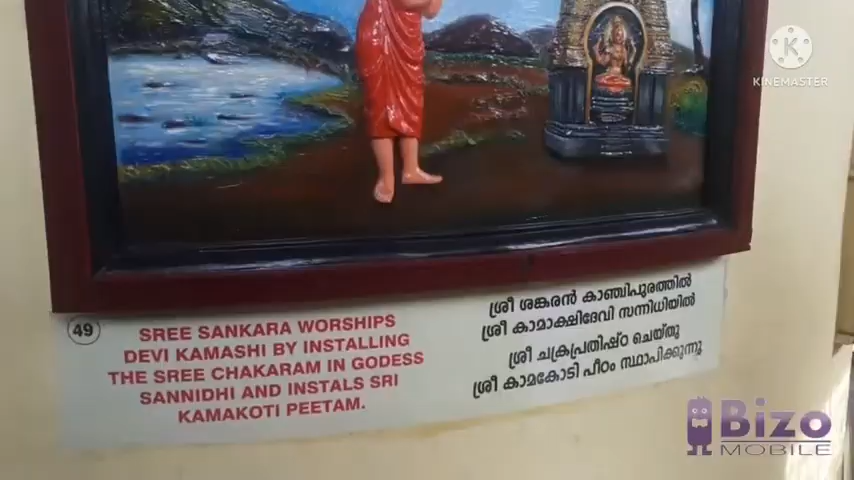 KINEMASTER
49
SREE SANKARA WORSHIPS
DEVI KAMASHI BY INSTALLING
THE SREE CHAKARAM IN GODESS
SANNIDHI AND INSTALS SRI
KAMAKOTI PEETAM.
ശ്രീ ശങ്കരൻ കാഞ്ചിപുരത്തിൽ
ശ്രീ കാമാക്ഷിദേവി സന്നിധിയിൽ
ശ്രീ ചക്രപ്രതിഷ്ഠ ചെയ്തു
ശ്രീ കാമകോടി പീഠം സ്ഥാപിക്കുന്നു.
Bizo
MOBILE